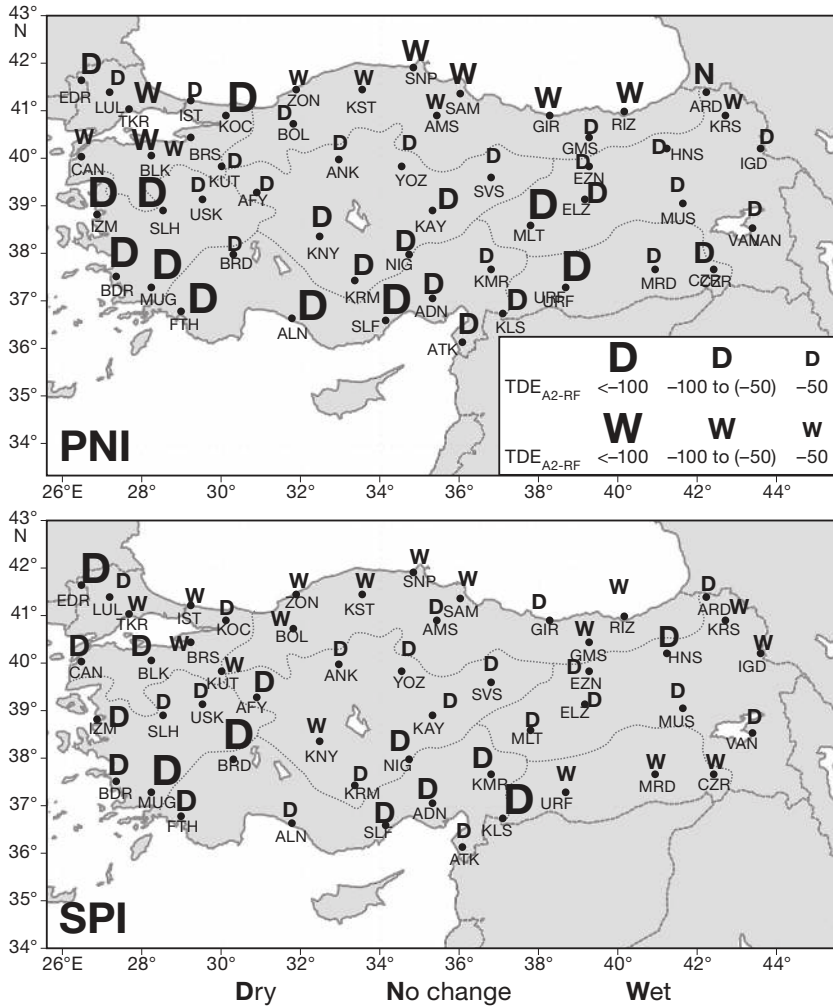 43°
N
42°
41°
40°
39°
38°
37°
36°
35°
34°
D
EDR
D
LUL
W
TKR
D
IST
D
KOC
W
ZON
W
KST
W
SNP
W
SAM
W
AMS
D
BOL
W
GIR
W
RIZ
N
ARD
W
KRS
D
GMS
D
HNS
D
IGD
W
CAN
W
BLK
W
BRS
D
KUT
D
ANK
D
YOZ
D
SVS
D
EZN
D
ELZ
D
IZM
D
SLH
D
USK
D
AFY
D
KAY
D
MLT
D
MUS
D
VAN
VAN
D
KNY
D
NIG
D
BRD
D
BDR
D
MUG
D
FTH
D
KRM
D
KMR
D
URF
URF
D
MRD
D
CZR
CZR
D
ALN
D
SLF
D
ADN
D
KLS
D
ATK
D D D
TDEA2-RF <–100 –100 to (–50) –50
W W W
TDEA2-RF <–100 –100 to (–50) –50
PNI
26°E 28° 30° 32° 34° 36° 38° 40° 42° 44°
43°
N
42°
41°
40°
39°
38°
37°
36°
35°
34°
D
EDR
D
LUL
W
TKR
W
IST
D
KOC
W
ZON
W
KST
W
SNP
W
SAM
D
AMS
W
BOL
D
GIR
W
RIZ
D
ARD
W
KRS
W
GMS
D
HNS
W
IGD
D
CAN
D
BLK
W
BRS
W
KUT
D
ANK
D
YOZ
D
SVS
D
EZN
D
ELZ
D
IZM
D
SLH
D
USK
D
AFY
D
KAY
D
MLT
D
MUS
D
VAN
W
KNY
D
NIG
D
BRD
D
BDR
D
MUG
D
FTH
D
KRM
D
KMR
W
URF
W
MRD
W
CZR
D
ALN
D
SLF
D
ADN
D
KLS
D
ATK
SPI
26°E 28° 30° 32° 34° 36° 38° 40° 42° 44°
Dry No change Wet